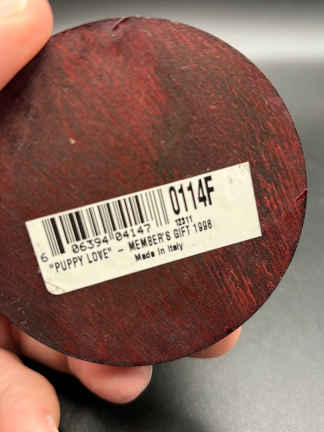 0114F
12311
6 06394 04147
"PUPPY LOVE" - MEMBER'S GIFT 1998
Made in Italy